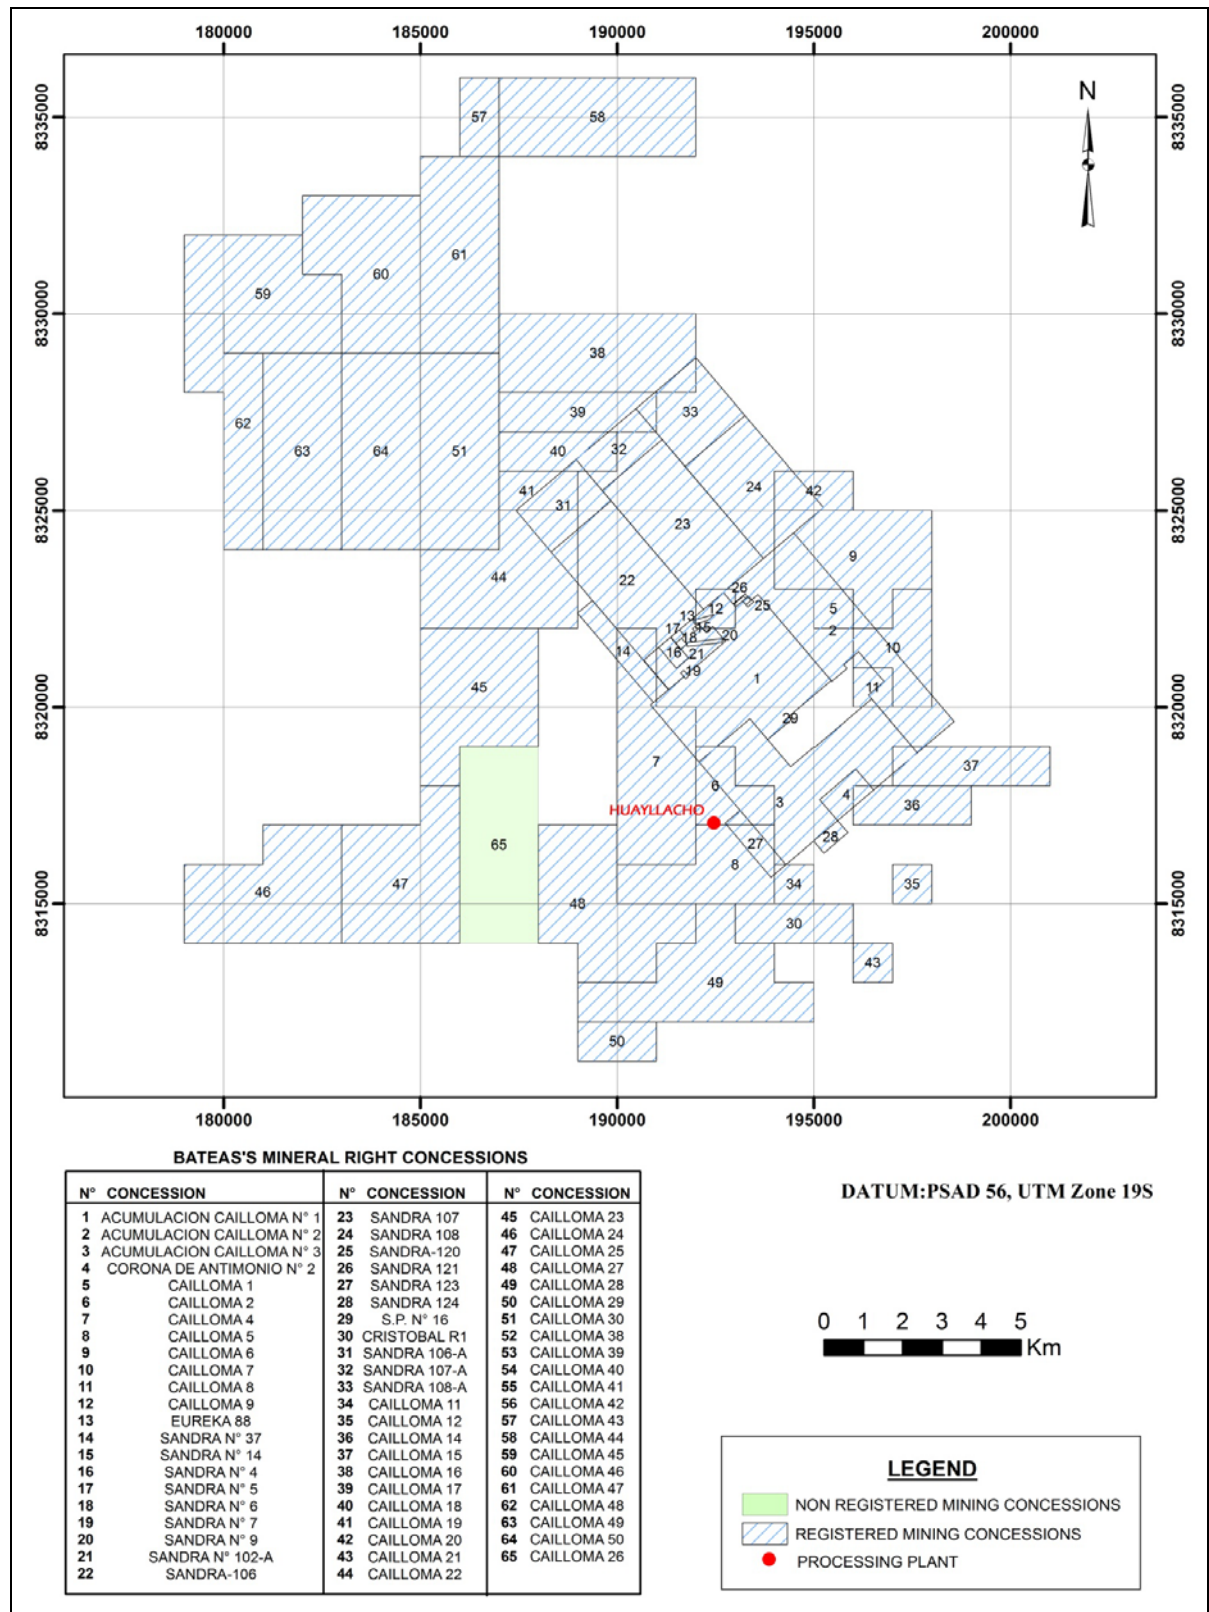 180000 185000 190000 195000 200000
N
8335000 57 58 8335000
61
60
59
8330000 8330000
38
39 33
62 63 64 51 40 32
41 31 24 42
8325000 8325000
23
9
44 22
26
25
13 12 5
17 15 20 2
18
14 16 21 10
19
1 11
45
8320000 29 8320000
7 37
6 4 36
HUAYLLACHO 3
28
65 27
8
46 47 34 35
48
8315000 8315000
30
43
49
50
180000 185000 190000 195000 200000
BATEAS'S MINERAL RIGHT CONCESSIONS
N° CONCESSION N° CONCESSION N° CONCESSION
1 ACUMULACION CAILLOMA N° 1 23 SANDRA 107 45 CAILLOMA 23
2 ACUMULACION CAILLOMA N° 2 24 SANDRA 108 46 CAILLOMA 24
3 ACUMULACION CAILLOMA N° 3 25 SANDRA-120 47 CAILLOMA 25
4 CORONA DE ANTIMONIO N° 2 26 SANDRA 121 48 CAILLOMA 27
5 CAILLOMA 1 27 SANDRA 123 49 CAILLOMA 28
6 CAILLOMA 2 28 SANDRA 124 50 CAILLOMA 29
7 CAILLOMA 4 29 S.P. N° 16 51 CAILLOMA 30
8 CAILLOMA 5 30 CRISTOBAL R1 52 CAILLOMA 38
9 CAILLOMA 6 31 SANDRA 106-A 53 CAILLOMA 39
10 CAILLOMA 7 32 SANDRA 107-A 54 CAILLOMA 40
11 CAILLOMA 8 33 SANDRA 108-A 55 CAILLOMA 41
12 CAILLOMA 9 34 CAILLOMA 11 56 CAILLOMA 42
13 EUREKA 88 35 CAILLOMA 12 57 CAILLOMA 43
14 SANDRA N° 37 36 CAILLOMA 14 58 CAILLOMA 44
15 SANDRA N° 14 37 CAILLOMA 15 59 CAILLOMA 45
16 SANDRA N° 4 38 CAILLOMA 16 60 CAILLOMA 46
17 SANDRA N° 5 39 CAILLOMA 17 61 CAILLOMA 47
18 SANDRA N° 6 40 CAILLOMA 18 62 CAILLOMA 48
19 SANDRA N° 7 41 CAILLOMA 19 63 CAILLOMA 49
20 SANDRA N° 9 42 CAILLOMA 20 64 CAILLOMA 50
21 SANDRA N° 102-A 43 CAILLOMA 21 65 CAILLOMA 26
22 SANDRA-106 44 CAILLOMA 22
DATUM:PSAD 56, UTM Zone 19S
0 1 2 3 4 5
Km
LEGEND
NON REGISTERED MINING CONCESSIONS
REGISTERED MINING CONCESSIONS
PROCESSING PLANT